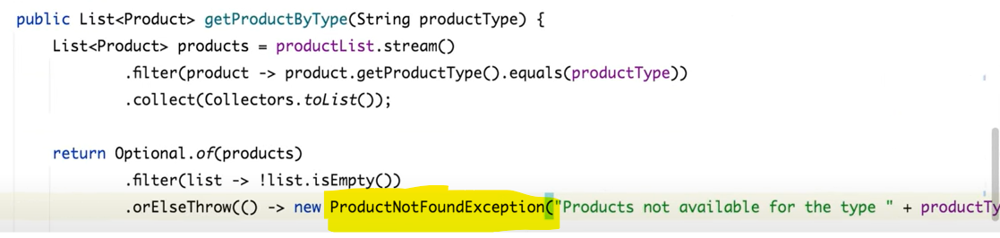 public List<Product> getProductByType(String productType) {
List<Product> products = productList.stream()
.filter(product -> product.getProductType().equals(productType))
.collect(Collectors.toList());
return Optional.of(products)
.filter(list -> !list.isEmpty())
.orElseThrow(() -> new ProductNotFoundException("Products not available for the type " + productTy